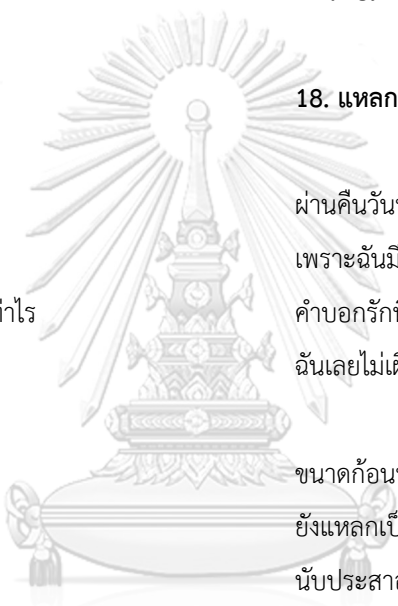 18. แหลก
ผ่านคืนวัน
เพราะฉันมี
ท่าไร
คำบอกรัก
ฉันเลยไม่
ขนาดก้อน
ยังแหลกเป็
นับประสา